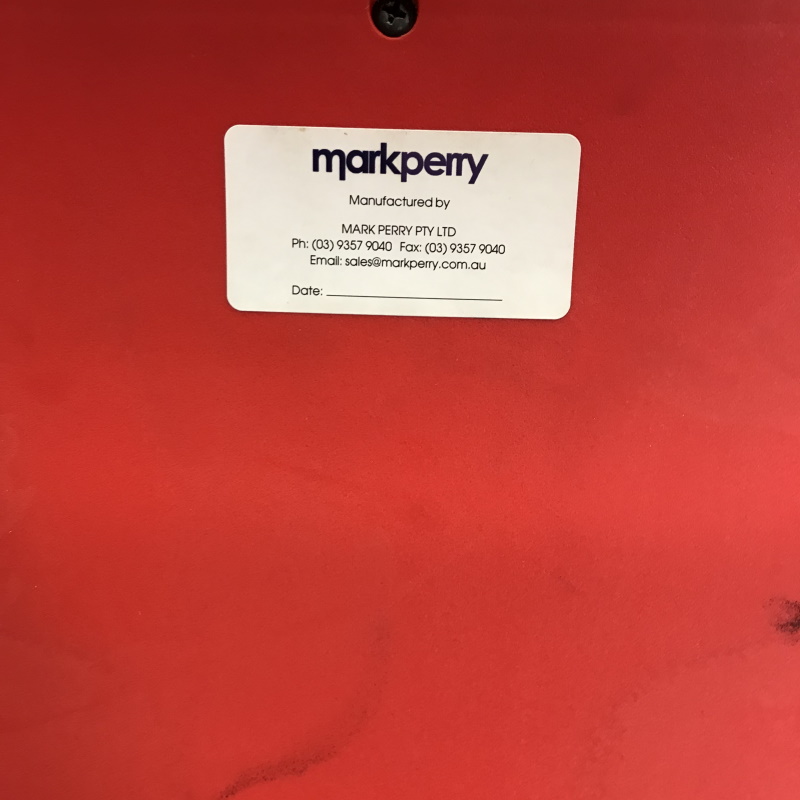 markperry
Manufactured by
MARK PERRY PTY LTD
Ph: (03) 9357 9040 Fax: (03) 9357 9040
Email: sales@markperry.com.au
Date: